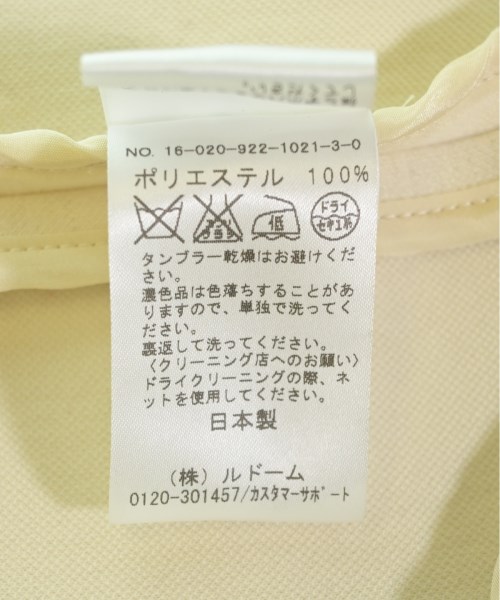 NO. 16-020-922-1021-3-0
ポリエステル 100%
エンソ
サラシ
低
ドライ
セキユ系
タンブラー乾燥はお避けくだ
さい。
濃色品は色落ちすることがあ
りますので、単独で洗ってく
ださい。
裏返して洗ってください。
〈クリーニング店へのお願い〉
ドライクリーニングの際、ネ
ットを使用してください。
日本製
(株) ルドーム
0120-301457/カスタマーサポート